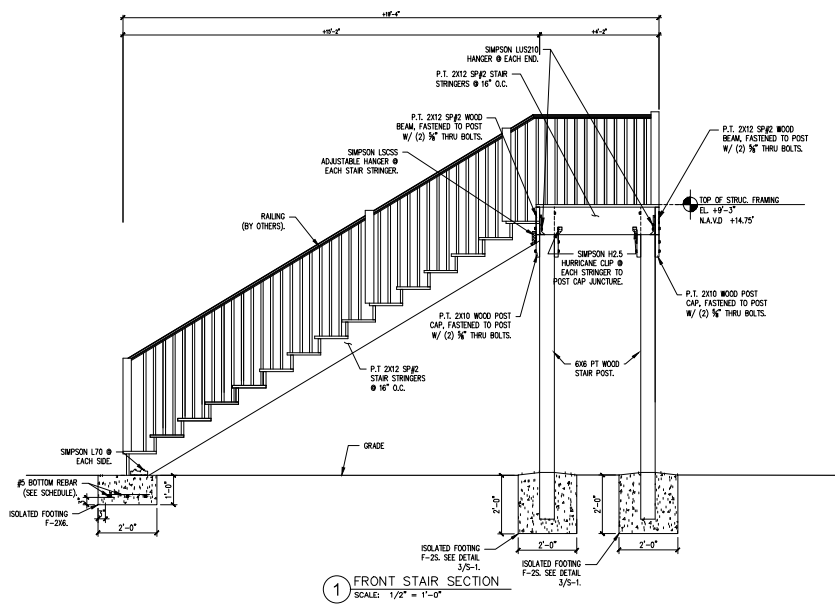 ±19'-4"
±15'-2"
±4'-2"
SIMPSON LUS210
HANGER @ EACH END.
P.T. 2X12 SP#2 STAIR
STRINGERS @ 16" O.C.
P.T. 2X12 SP#2 WOOD
BEAM, FASTENED TO POST
W/ (2) ⅝" THRU BOLTS.
SIMPSON LSCSS
ADJUSTABLE HANGER @
EACH STAIR STRINGER.
P.T. 2X12 SP#2 WOOD
BEAM, FASTENED TO POST
W/ (2) ⅝" THRU BOLTS.
TOP OF STRUC. FRAMING
EL. +9'-3"
N.A.V.D +14.75'
RAILING
(BY OTHERS).
SIMPSON H2.5
HURRICANE CLIP @
EACH STRINGER TO
POST CAP JUNCTURE.
P.T. 2X10 WOOD POST
CAP, FASTENED TO POST
W/ (2) ⅝" THRU BOLTS.
P.T. 2X10 WOOD POST
CAP, FASTENED TO POST
W/ (2) ⅝" THRU BOLTS.
P.T 2X12 SP#2
STAIR STRINGERS
@ 16" O.C.
6X6 PT WOOD
STAIR POST.
SIMPSON L70 @
EACH SIDE.
GRADE
#5 BOTTOM REBAR
(SEE SCHEDULE).
1'-0"
3"
ISOLATED FOOTING
F-2X6.
2'-0"
2'-0"
2'-0"
2'-0"
2'-0"
ISOLATED FOOTING
F-2S. SEE DETAIL
3/S-1.
ISOLATED FOOTING
F-2S. SEE DETAIL
3/S-1.
1 FRONT STAIR SECTION
SCALE: 1/2" = 1'-0"